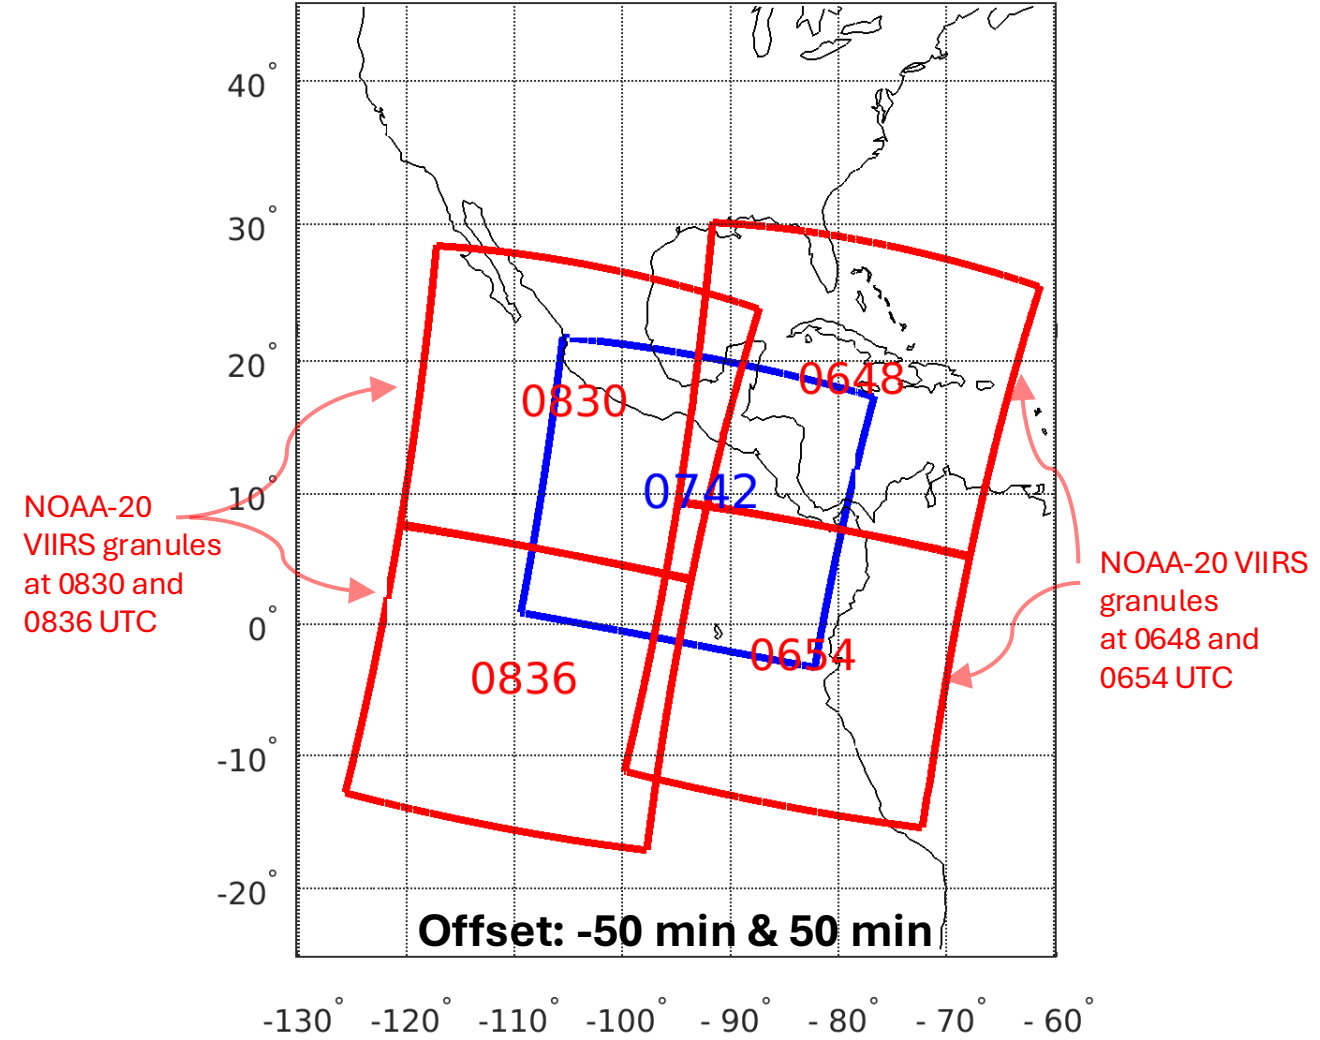 40°
30°
20°
10°
0°
-10°
-20°
0648
0830
0742
0654
0836
NOAA-20
VIIRS granules
at 0830 and
0836 UTC
NOAA-20 VIIRS
granules
at 0648 and
0654 UTC
Offset: -50 min & 50 min
-130° -120° -110° -100° - 90° - 80° - 70° - 60°